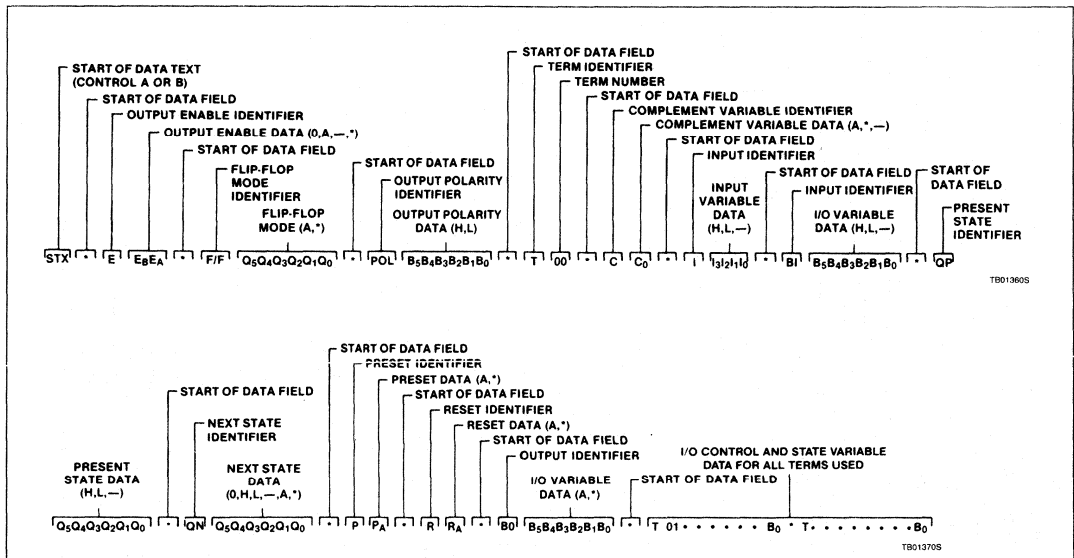 START OF DATA FIELD
START OF DATA TEXT
(CONTROL A OR B)
TERM IDENTIFIER
TERM NUMBER
START OF DATA FIELD
START OF DATA FIELD
OUTPUT ENABLE IDENTIFIER
COMPLEMENT VARIABLE IDENTIFIER
OUTPUT ENABLE DATA (0,A,—,*)
COMPLEMENT VARIABLE DATA (A,*,—)
START OF DATA FIELD
START OF DATA FIELD
START OF DATA FIELD
INPUT IDENTIFIER
FLIP-FLOP
MODE
IDENTIFIER
OUTPUT POLARITY
IDENTIFIER
INPUT
VARIABLE
DATA
(H,L,—)
START OF DATA FIELD
INPUT IDENTIFIER
START OF
DATA FIELD
FLIP-FLOP
MODE (A,*)
OUTPUT POLARITY
DATA (H,L)
I/O VARIABLE
DATA (H,L,—)
PRESENT
STATE
IDENTIFIER
STX * E EBEA * F/F Q5Q4Q3Q2Q1Q0 * POL B5B4B3B2B1B0 * T 00 * C C0 * I I3I2I1I0 * BI B5B4B3B2B1B0 * QP
TB01360S
START OF DATA FIELD
PRESET IDENTIFIER
PRESET DATA (A,*)
START OF DATA FIELD
START OF DATA FIELD
RESET IDENTIFIER
NEXT STATE
IDENTIFIER
RESET DATA (A,*)
START OF DATA FIELD
OUTPUT IDENTIFIER
I/O CONTROL AND STATE VARIABLE
DATA FOR ALL TERMS USED
PRESENT
STATE DATA
(H,L,—)
NEXT STATE
DATA
(0,H,L,—,A,*)
I/O VARIABLE
DATA (A,*)
START OF DATA FIELD
Q5Q4Q3Q2Q1Q0 * QN Q5Q4Q3Q2Q1Q0 * P PA * R RA * B0 B5B4B3B2B1B0 * T 01 • • • • • • B0 * T • • • • • • • B0
TB01370S